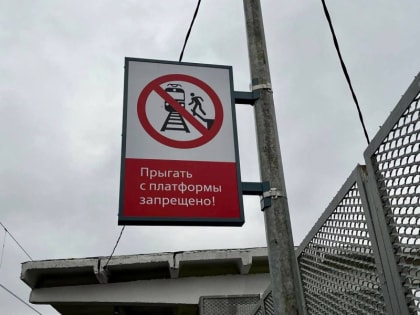 Прыгать
с платформы
запрещено!